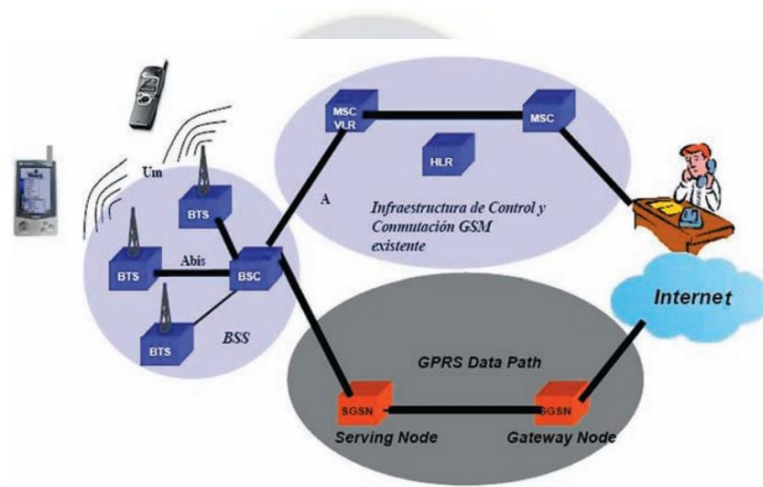 MSC
VLR
MSC
HLR
Um
BTS
A
Infraestructura de Control y
Conmutación GSM
existente
BTS
Abis
BSC
BTS
BSS
Internet
GPRS Data Path
SGSN
SGSN
Serving Node
Gateway Node